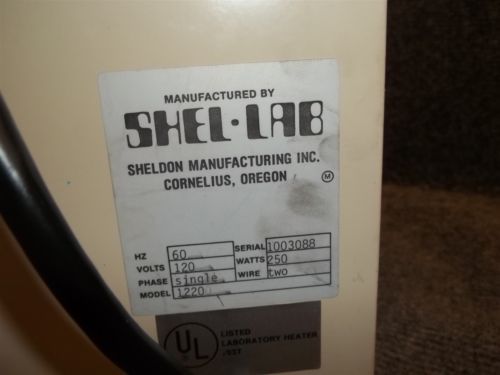 MANUFACTURED BY
SHEL·LAB
SHELDON MANUFACTURING INC.
CORNELIUS, OREGON M
HZ 60 SERIAL 1003088
VOLTS 120 WATTS 250
PHASE single WIRE two
MODEL 1220
UL LISTED
LABORATORY HEATER